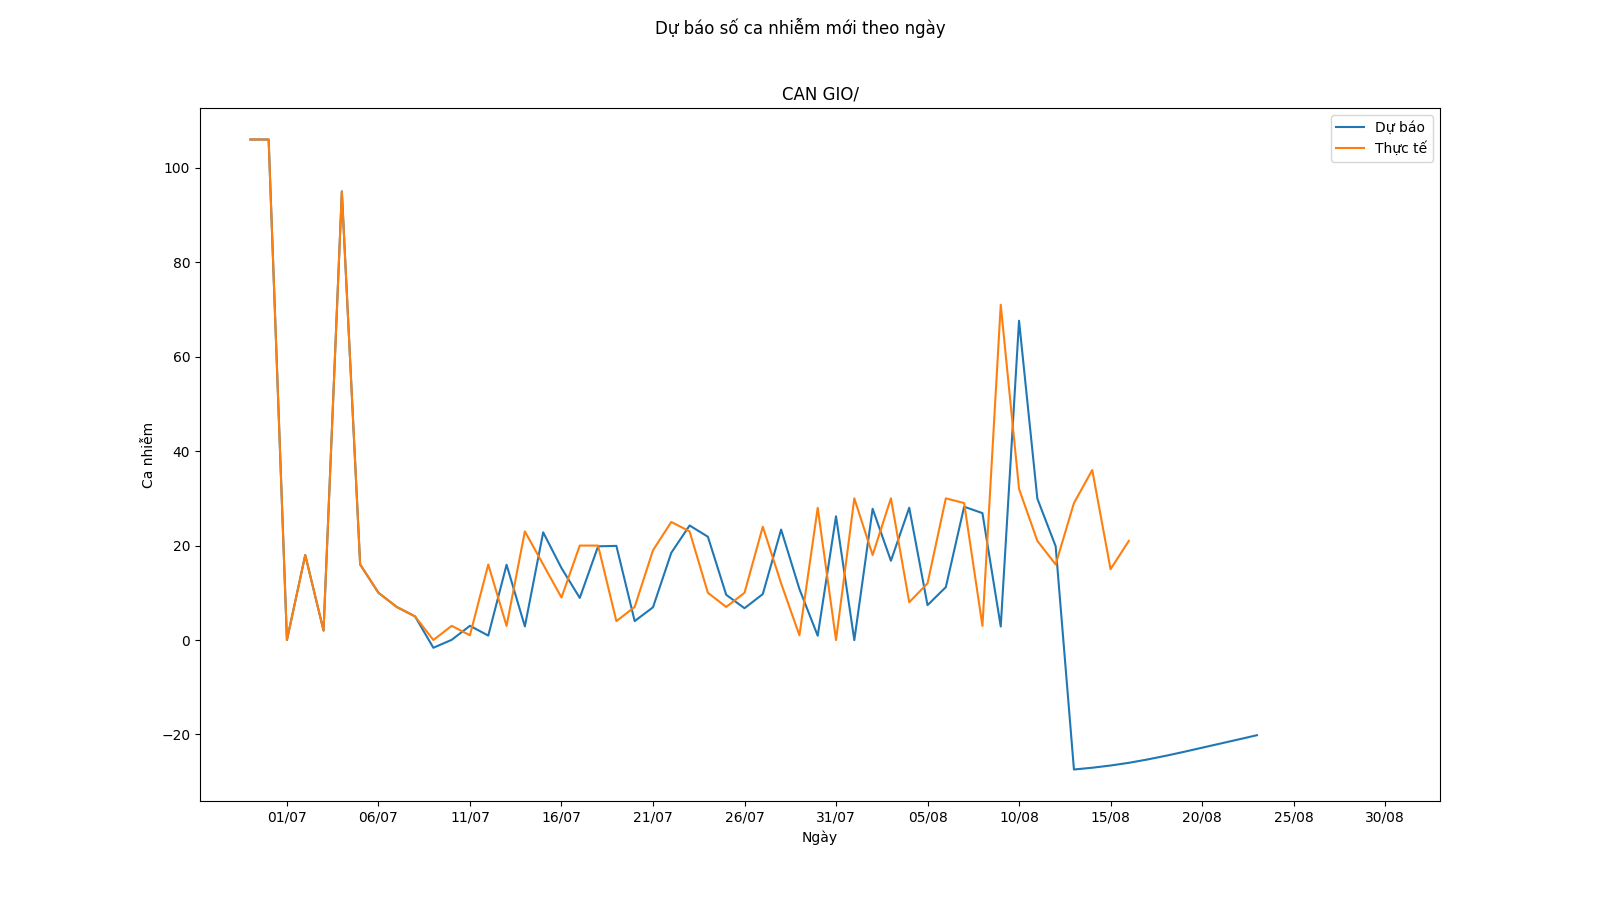 Dự báo số ca nhiễm mới theo ngày
CAN GIO/
Dự báo
Thực tế
100
80
60
40
20
0
−20
Ca nhiễm
01/07 06/07 11/07 16/07 21/07 26/07 31/07 05/08 10/08 15/08 20/08 25/08 30/08
Ngày